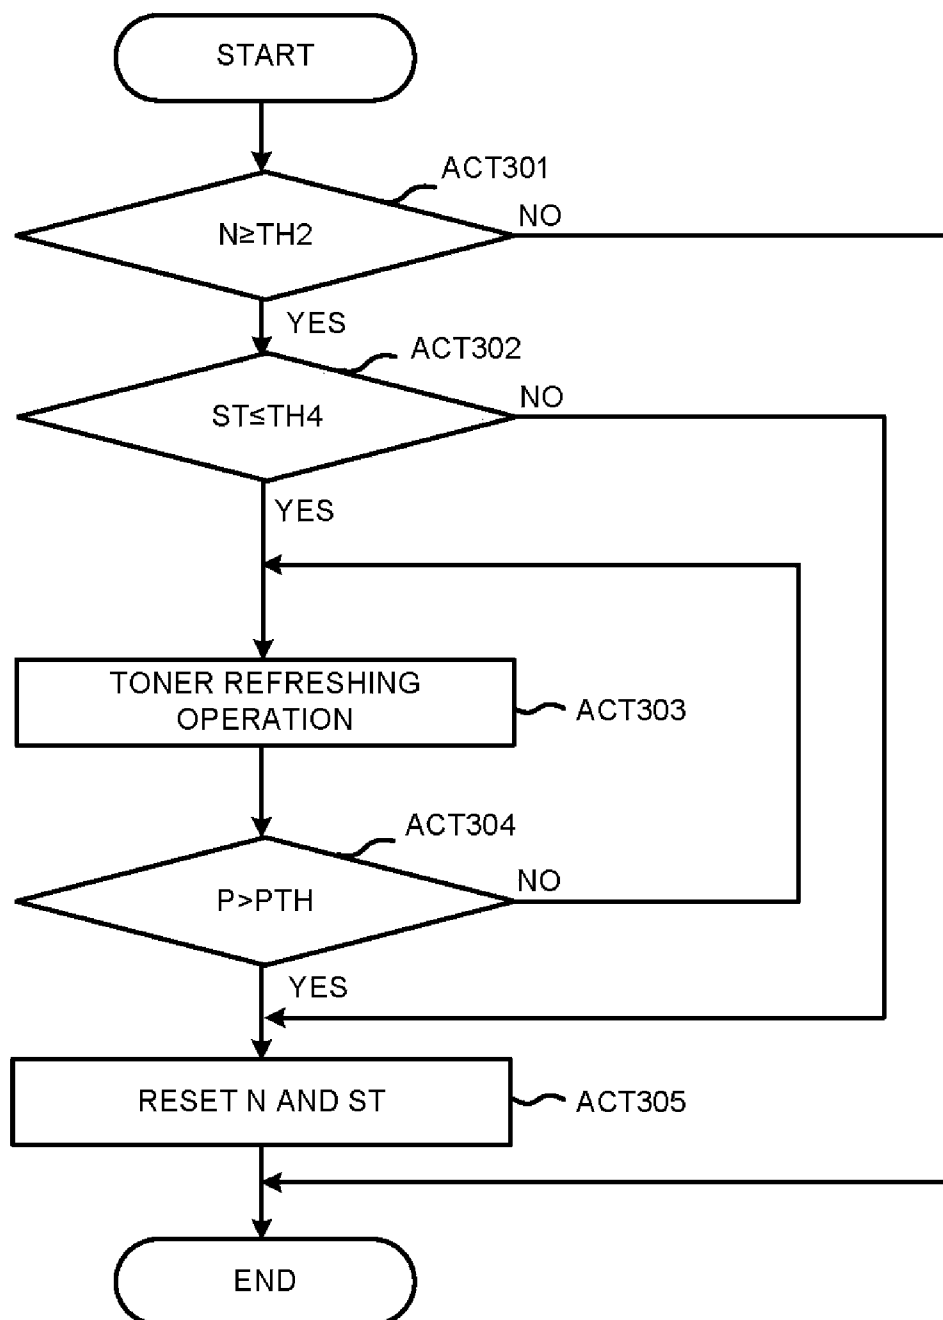 START
ACT301
N≥TH2
NO
YES
ACT302
ST≤TH4
NO
YES
TONER REFRESHING
OPERATION
ACT303
ACT304
P>PTH
NO
YES
RESET N AND ST
ACT305
END